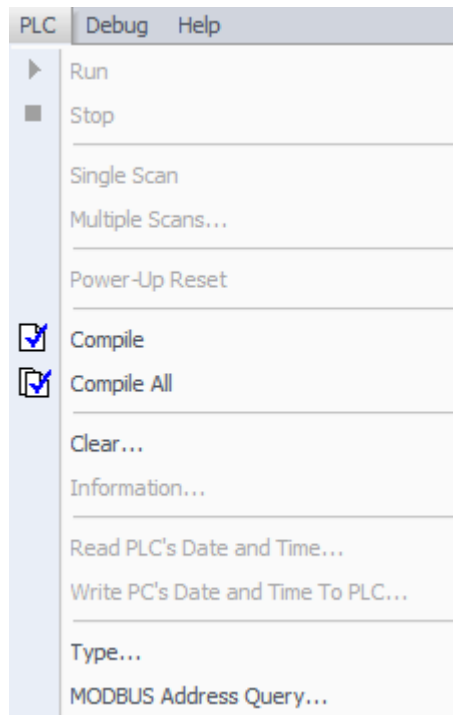 PLC Debug Help
Run
Stop
Single Scan
Multiple Scans...
Power-Up Reset
Compile
Compile All
Clear...
Information...
Read PLC's Date and Time...
Write PC's Date and Time To PLC...
Type...
MODBUS Address Query...